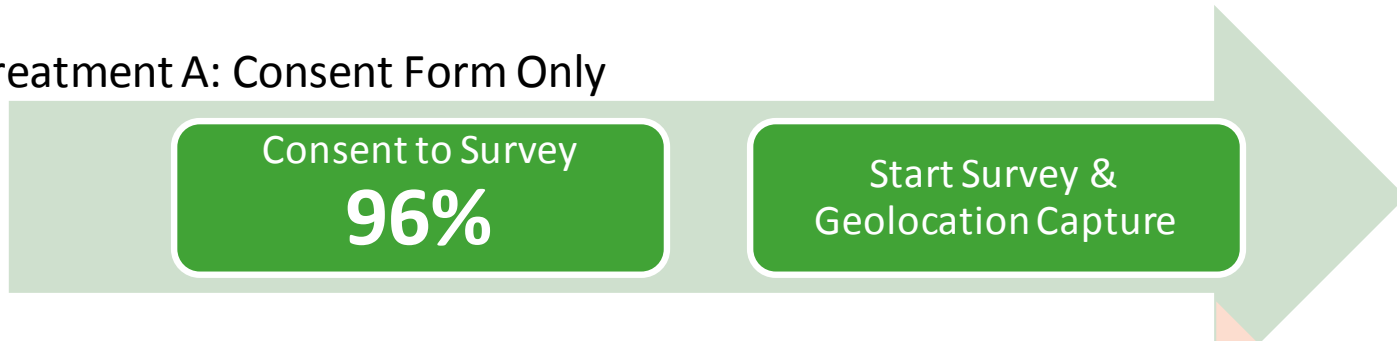 reatment A: Consent Form Only
Consent to Survey
96%
Start Survey &
Geolocation Capture